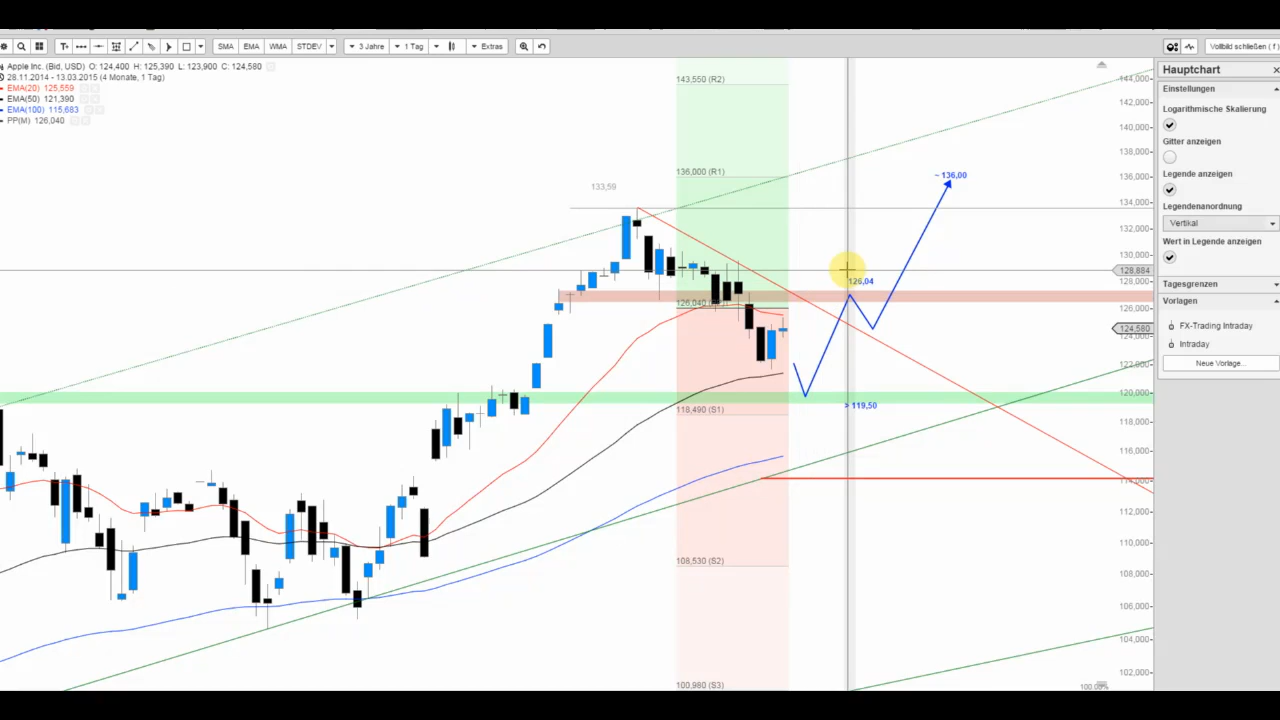 T
SMA
EMA
WMA
STDEV
3 Jahre
1 Tag
Extras
Vollbild schließen ( f )
Apple Inc. (Bid, USD) O: 124,400 H: 125,390 L: 123,900 C: 124,580
28.11.2014 - 13.03.2015 (4 Monate, 1 Tag)
EMA(20) 125,559
EMA(50) 121,390
EMA(100) 115,683
PP(M) 126,040
143,550 (R2)
136,000 (R1)
133,59
~ 136,00
126,04
126,040
> 119,50
118,490 (S1)
108,530 (S2)
100,980 (S3)
144,000
142,000
140,000
138,000
136,000
134,000
132,000
130,000
128,884
128,000
126,000
124,580
124,000
122,000
120,000
118,000
116,000
114,000
112,000
110,000
108,000
106,000
104,000
102,000
100.00%
Hauptchart
Einstellungen
Logarithmische Skalierung
Gitter anzeigen
Legende anzeigen
Legendenanordnung
Vertikal
Wert in Legende anzeigen
Tagesgrenzen
Vorlagen
FX-Trading Intraday
Intraday
Neue Vorlage...